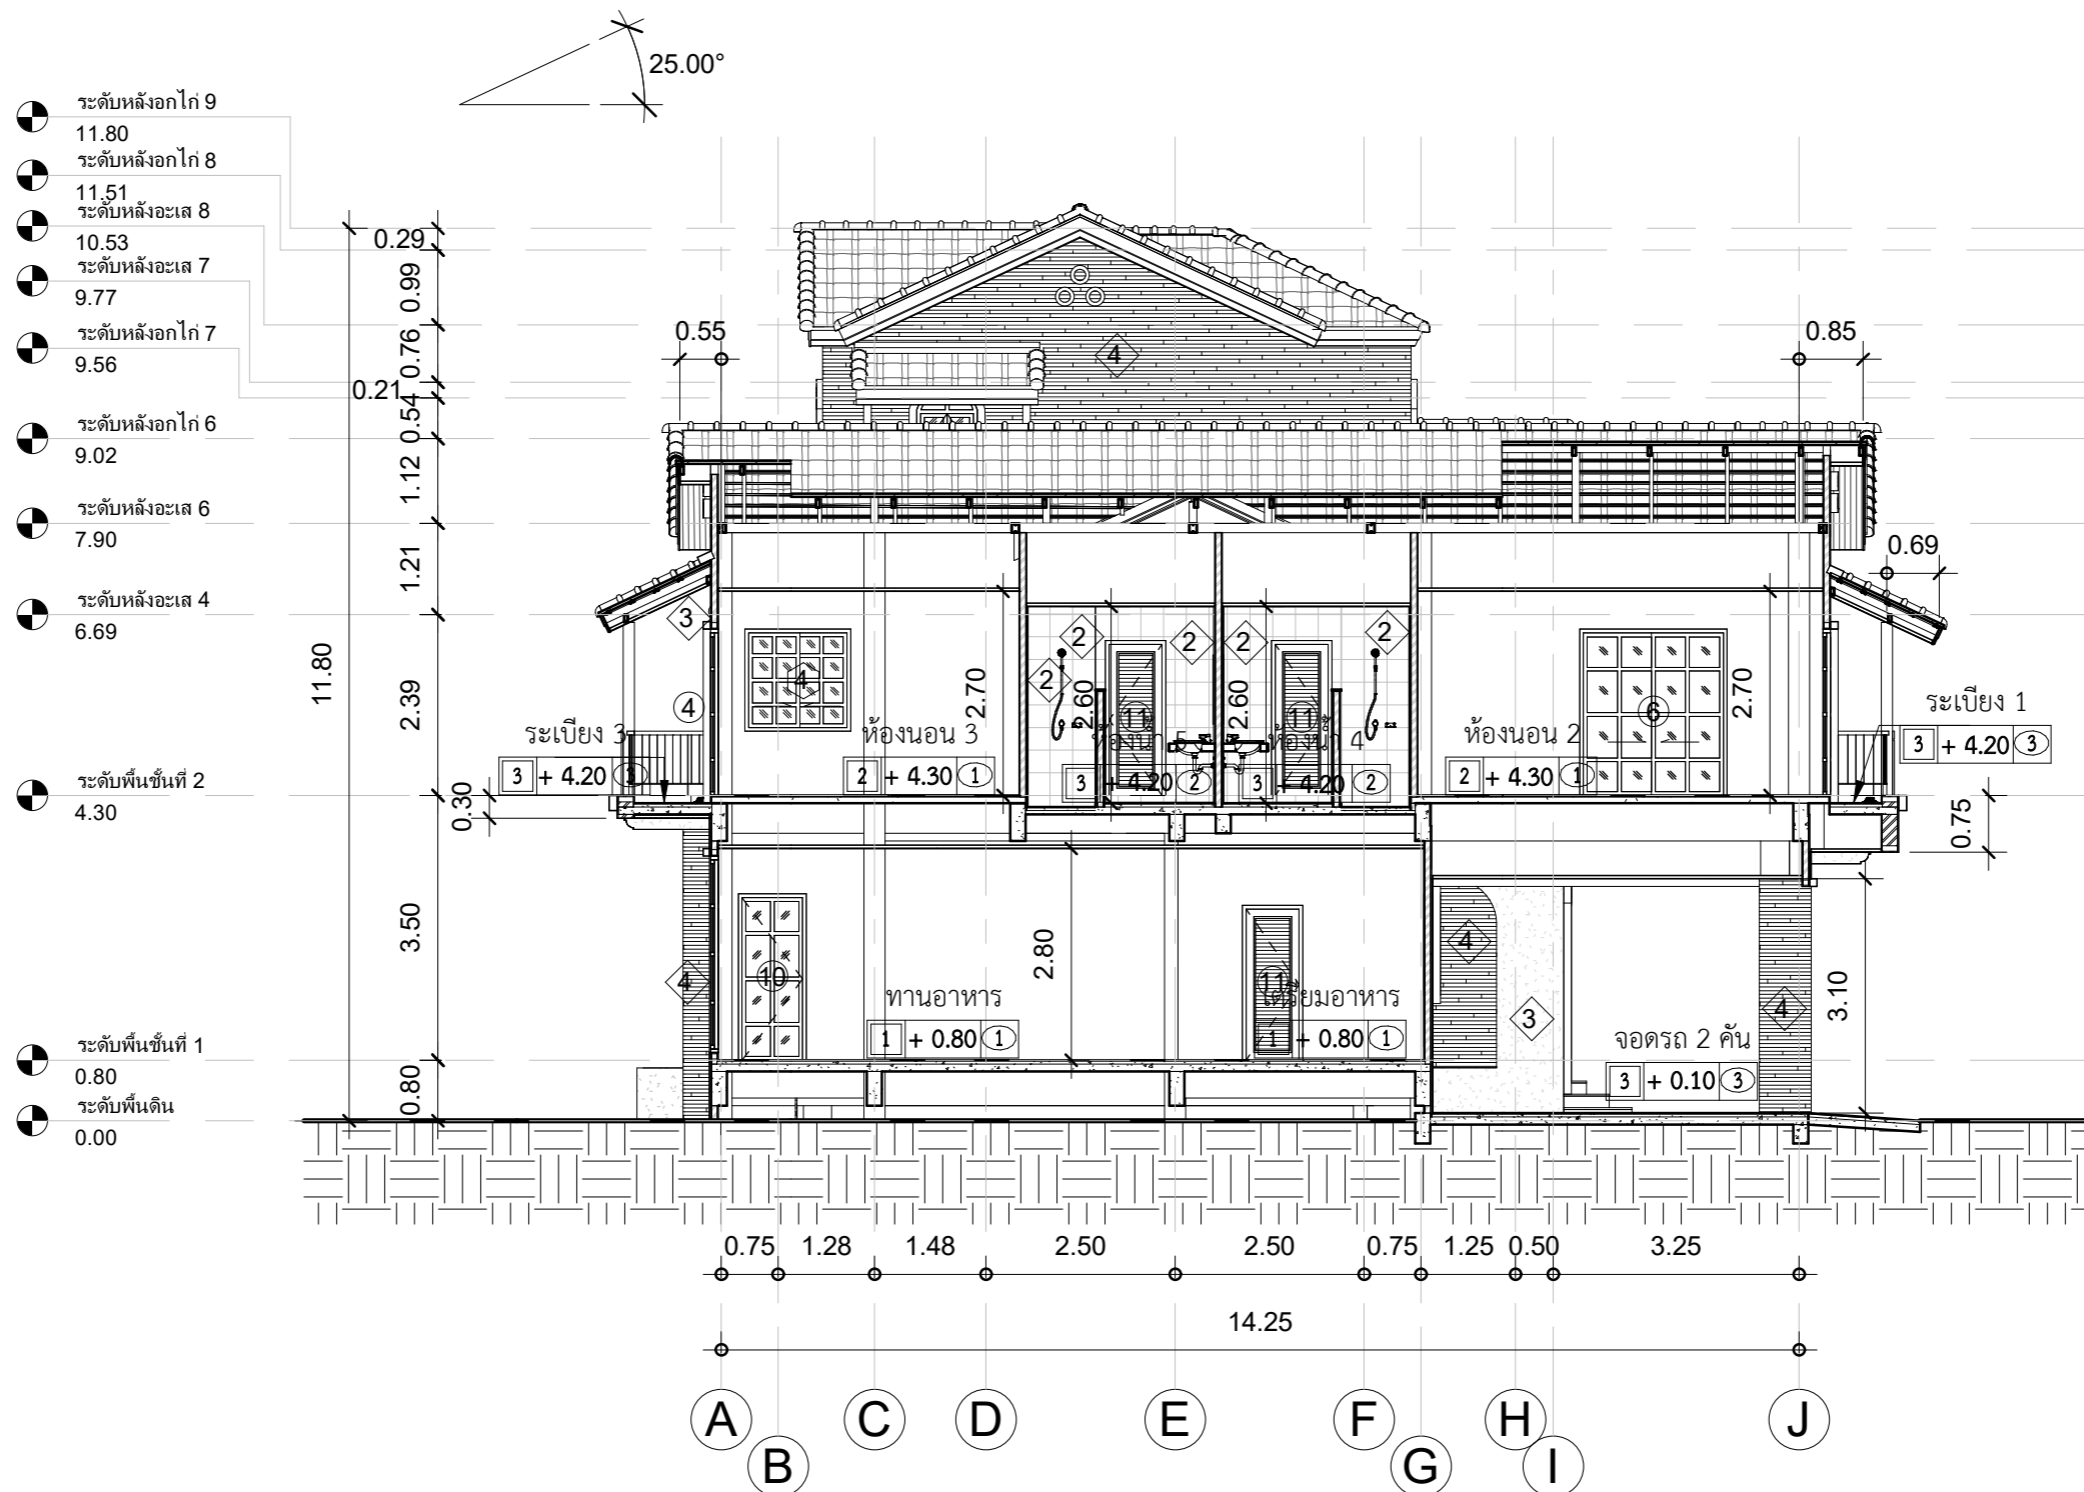 25.00°
ระดับหลังอกไก่ 9
11.80
ระดับหลังอกไก่ 8
11.51
ระดับหลังอะเส 8
10.53
ระดับหลังอะเส 7
9.77
ระดับหลังอกไก่ 7
9.56
ระดับหลังอกไก่ 6
9.02
ระดับหลังอะเส 6
7.90
ระดับหลังอะเส 4
6.69
ระดับพื้นชั้นที่ 2
4.30
ระดับพื้นชั้นที่ 1
0.80
ระดับพื้นดิน
0.00
11.80
0.29
0.99
0.76
0.21
0.54
1.12
1.21
2.39
3.50
0.80
0.30
0.55
0.85
0.69
0.75
3.10
4
3
4
4
2
2
2
2
2
11
11
6
2.70
2.60
2.60
2.70
ระเบียง 3
3 + 4.20 3
ห้องนอน 3
2 + 4.30 1
ห้องน้ำ 5
3 + 4.20 2
ห้องน้ำ 4
3 + 4.20 2
ห้องนอน 2
2 + 4.30 1
ระเบียง 1
3 + 4.20 3
4
10
2.80
11
4
3
4
ทานอาหาร
1 + 0.80 1
เตรียมอาหาร
1 + 0.80 1
จอดรถ 2 คัน
3 + 0.10 3
0.75 1.28 1.48 2.50 2.50 0.75 1.25 0.50 3.25
14.25
A B C D E F G H I J